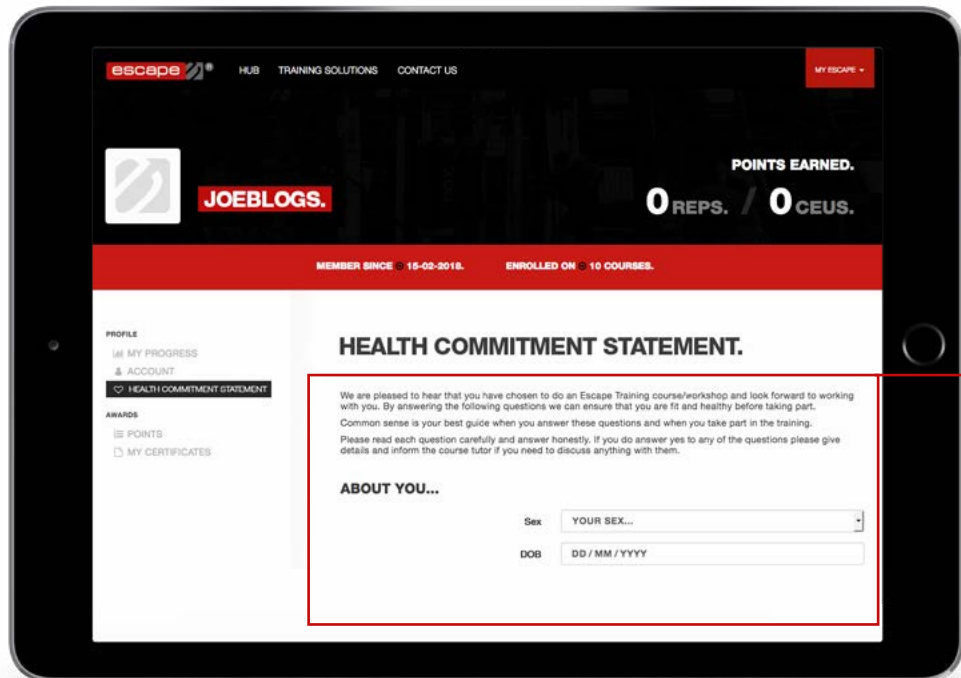 escape
HUB TRAINING SOLUTIONS CONTACT US
MY ESCAPE
POINTS EARNED.
JOEBLOGS.
0 REPS. / 0 CEUS.
MEMBER SINCE 15-02-2018. ENROLLED ON 10 COURSES.
PROFILE
MY PROGRESS
ACCOUNT
HEALTH COMMITMENT STATEMENT
AWARDS
POINTS
MY CERTIFICATES
HEALTH COMMITMENT STATEMENT.
We are pleased to hear that you have chosen to do an Escape Training course/workshop and look forward to working
with you. By answering the following questions we can ensure that you are fit and healthy before taking part.
Common sense is your best guide when you answer these questions and when you take part in the training.
Please read each question carefully and answer honestly. If you do answer yes to any of the questions please give
details and inform the course tutor if you need to discuss anything with them.
ABOUT YOU...
Sex YOUR SEX...
DOB DD / MM / YYYY